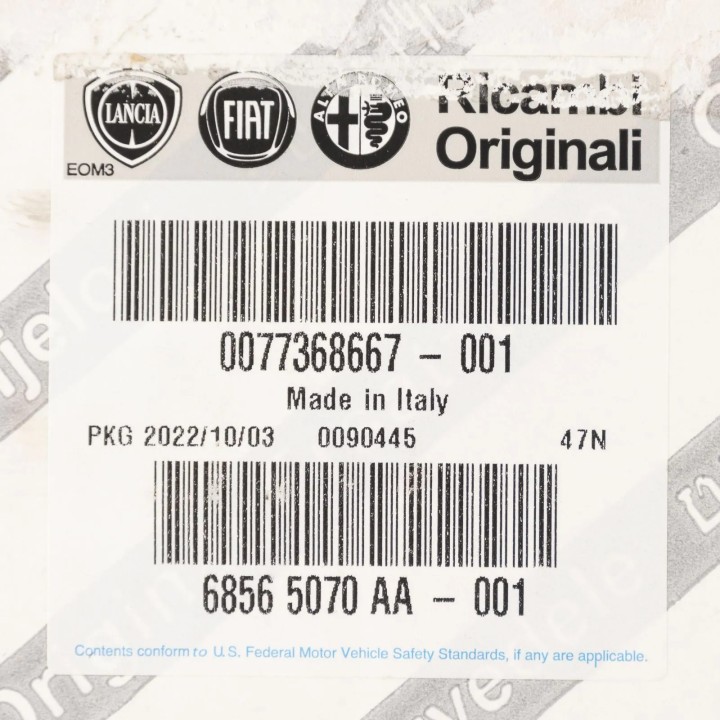 LANCIA FIAT Ricambi
EOM3 Originali
0077368667 - 001
Made in Italy
PKG 2022/10/03 0090445 47N
6856 5070 AA - 001
Contents conform to U.S. Federal Motor Vehicle Safety Standards, if any are applicable.